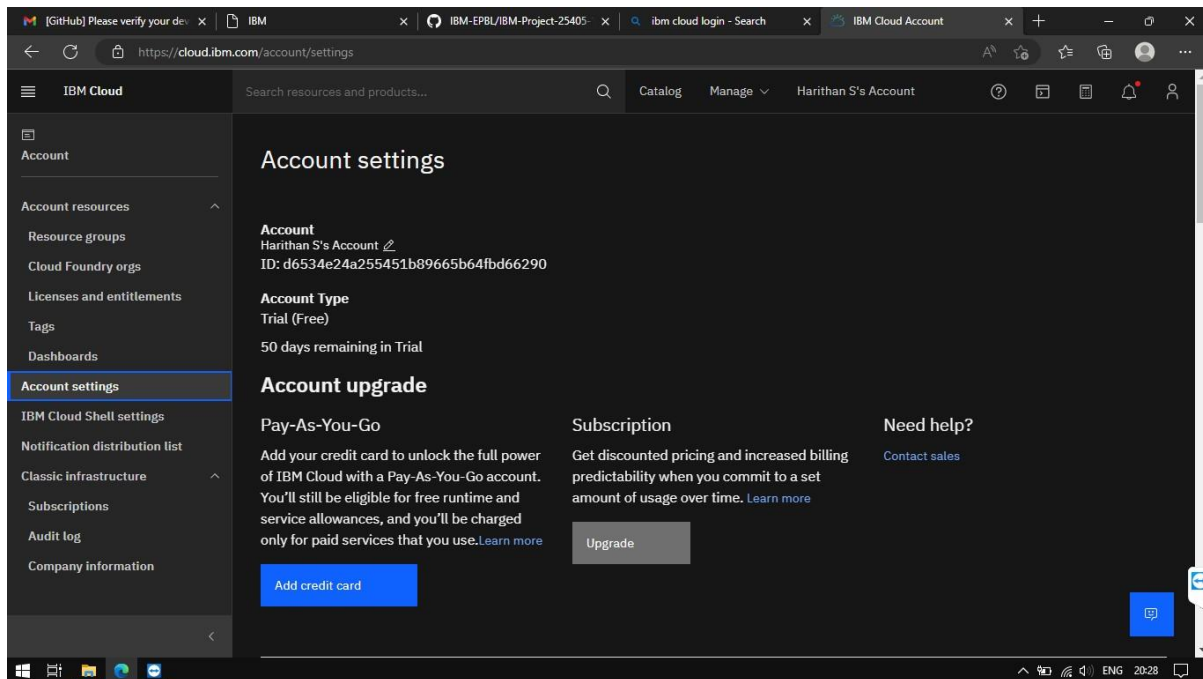 [GitHub] Please verify your dev
IBM
IBM-EPBL/IBM-Project-25405-
ibm cloud login - Search
IBM Cloud Account
https://cloud.ibm.com/account/settings
IBM Cloud
Search resources and products...
Catalog
Manage
Harithan S's Account
Account
Account resources
Resource groups
Cloud Foundry orgs
Licenses and entitlements
Tags
Dashboards
Account settings
IBM Cloud Shell settings
Notification distribution list
Classic infrastructure
Subscriptions
Audit log
Company information
Account settings
Account
Harithan S's Account
ID: d6534e24a255451b89665b64fbd66290
Account Type
Trial (Free)
50 days remaining in Trial
Account upgrade
Pay-As-You-Go
Add your credit card to unlock the full power
of IBM Cloud with a Pay-As-You-Go account.
You’ll still be eligible for free runtime and
service allowances, and you’ll be charged
only for paid services that you use.Learn more
Add credit card
Subscription
Get discounted pricing and increased billing
predictability when you commit to a set
amount of usage over time. Learn more
Upgrade
Need help?
Contact sales
ENG
20:28